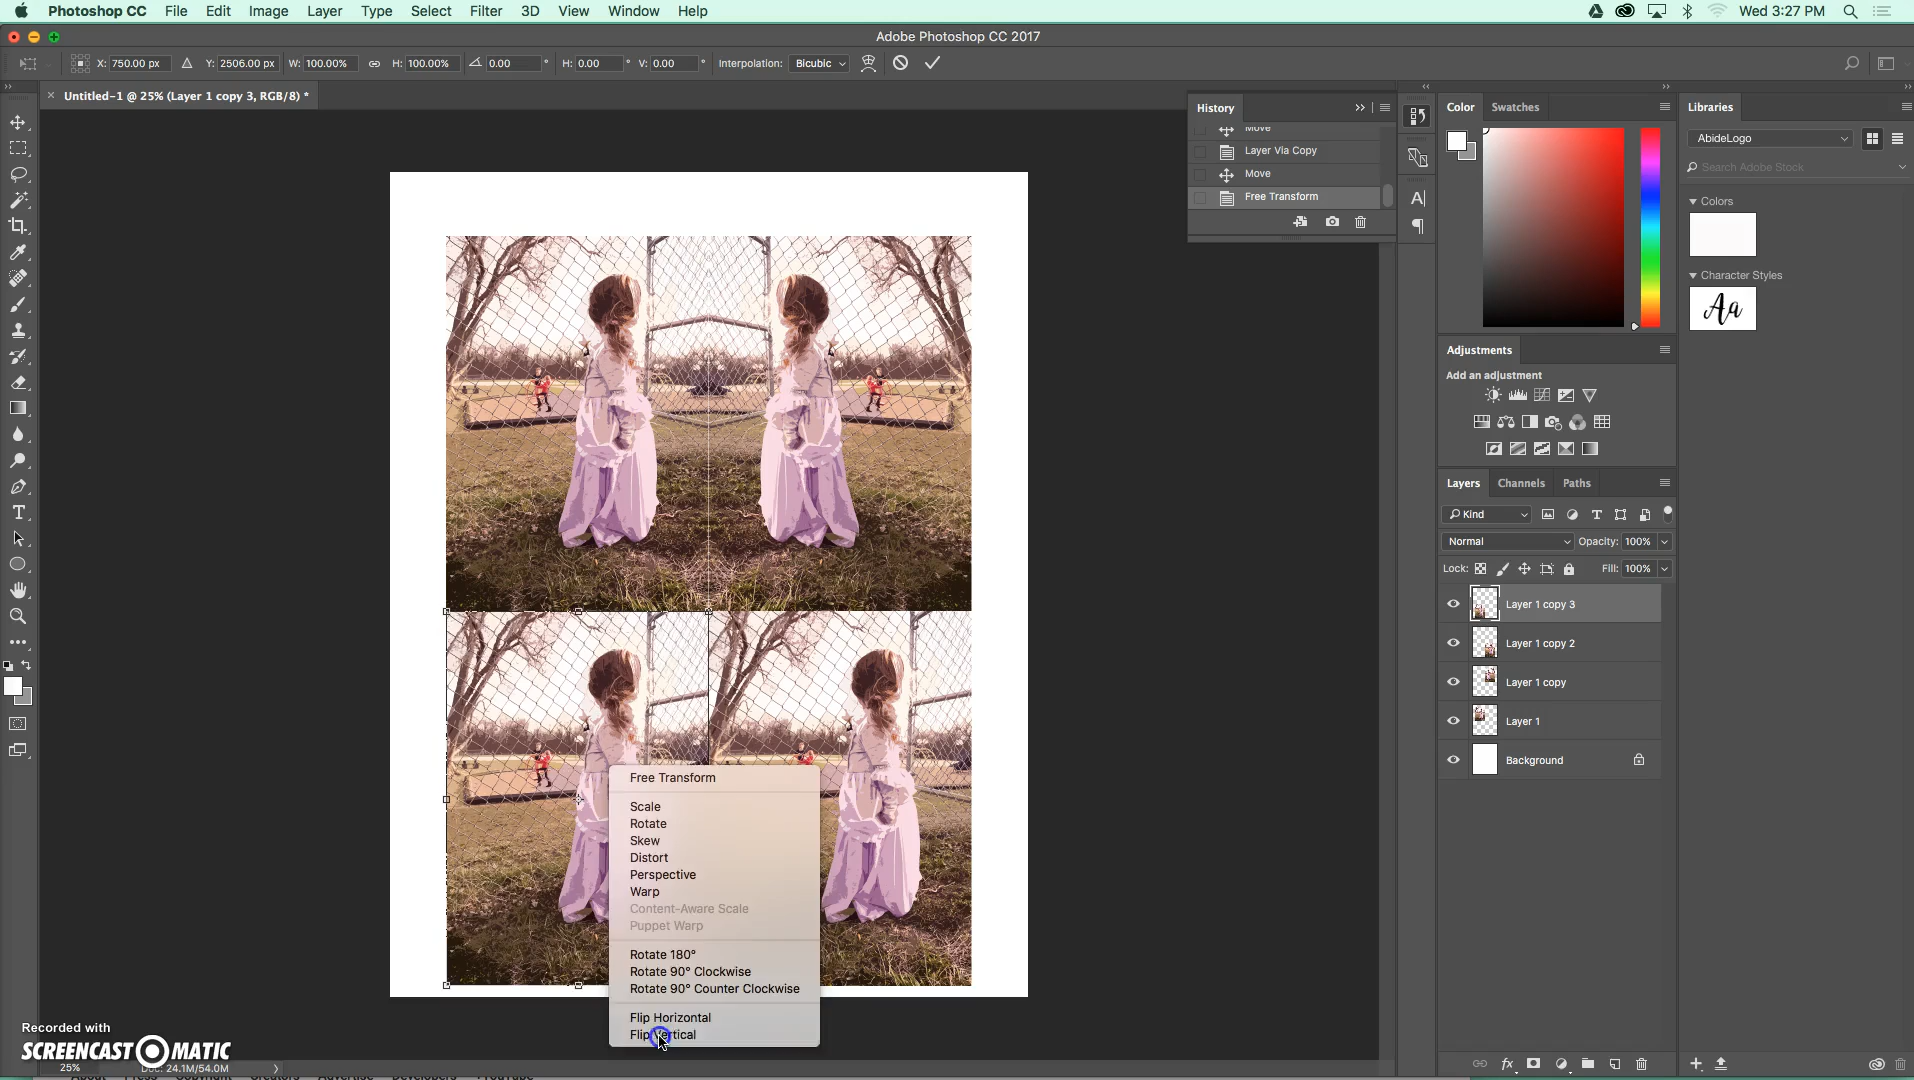 Photoshop CC File Edit Image Layer Type Select Filter 3D View Window Help Wed 3:27 PM
Adobe Photoshop CC 2017
X: 750.00 px Y: 2506.00 px W: 100.00% H: 100.00% 0.00 ° H: 0.00 ° V: 0.00 ° Interpolation: Bicubic
Untitled-1 @ 25% (Layer 1 copy 3, RGB/8) *
History
Move
Layer Via Copy
Move
Free Transform
Color Swatches
Libraries
AbideLogo
Search Adobe Stock
Colors
Character Styles
Aa
Adjustments
Add an adjustment
Layers Channels Paths
Kind
Normal Opacity: 100%
Lock: Fill: 100%
Layer 1 copy 3
Layer 1 copy 2
Layer 1 copy
Layer 1
Background
fx
Free Transform
Scale
Rotate
Skew
Distort
Perspective
Warp
Content-Aware Scale
Puppet Warp
Rotate 180°
Rotate 90° Clockwise
Rotate 90° Counter Clockwise
Flip Horizontal
Flip Vertical
Recorded with
SCREENCAST MATIC
25% Doc: 24.1M/54.0M